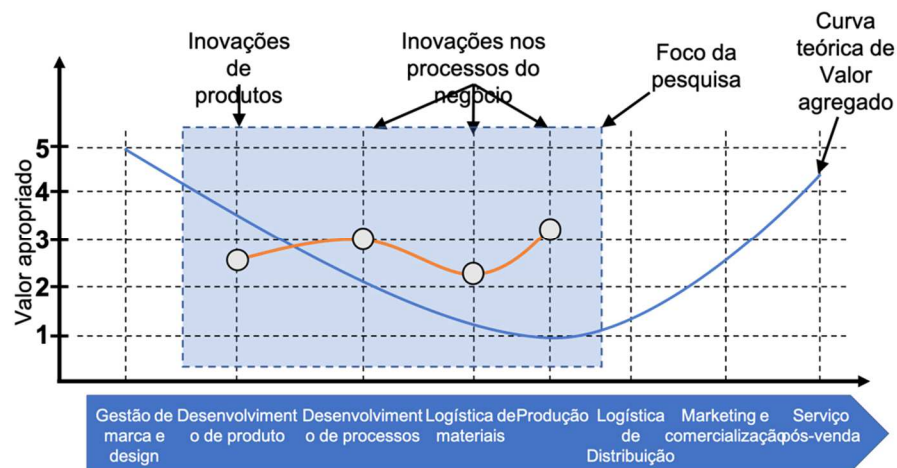 Inovações
de
produtos
Inovações nos
processos do
negócio
Foco da
pesquisa
Curva
teórica de
Valor
agregado
Valor apropriado
5
4
3
2
1
Gestão de
marca e
design
Desenvolviment
o de produto
Desenvolviment
o de processos
Logística de
materiais
Produção
Logística
de
Distribuição
Marketing e
comercialização
Serviço
pós-venda